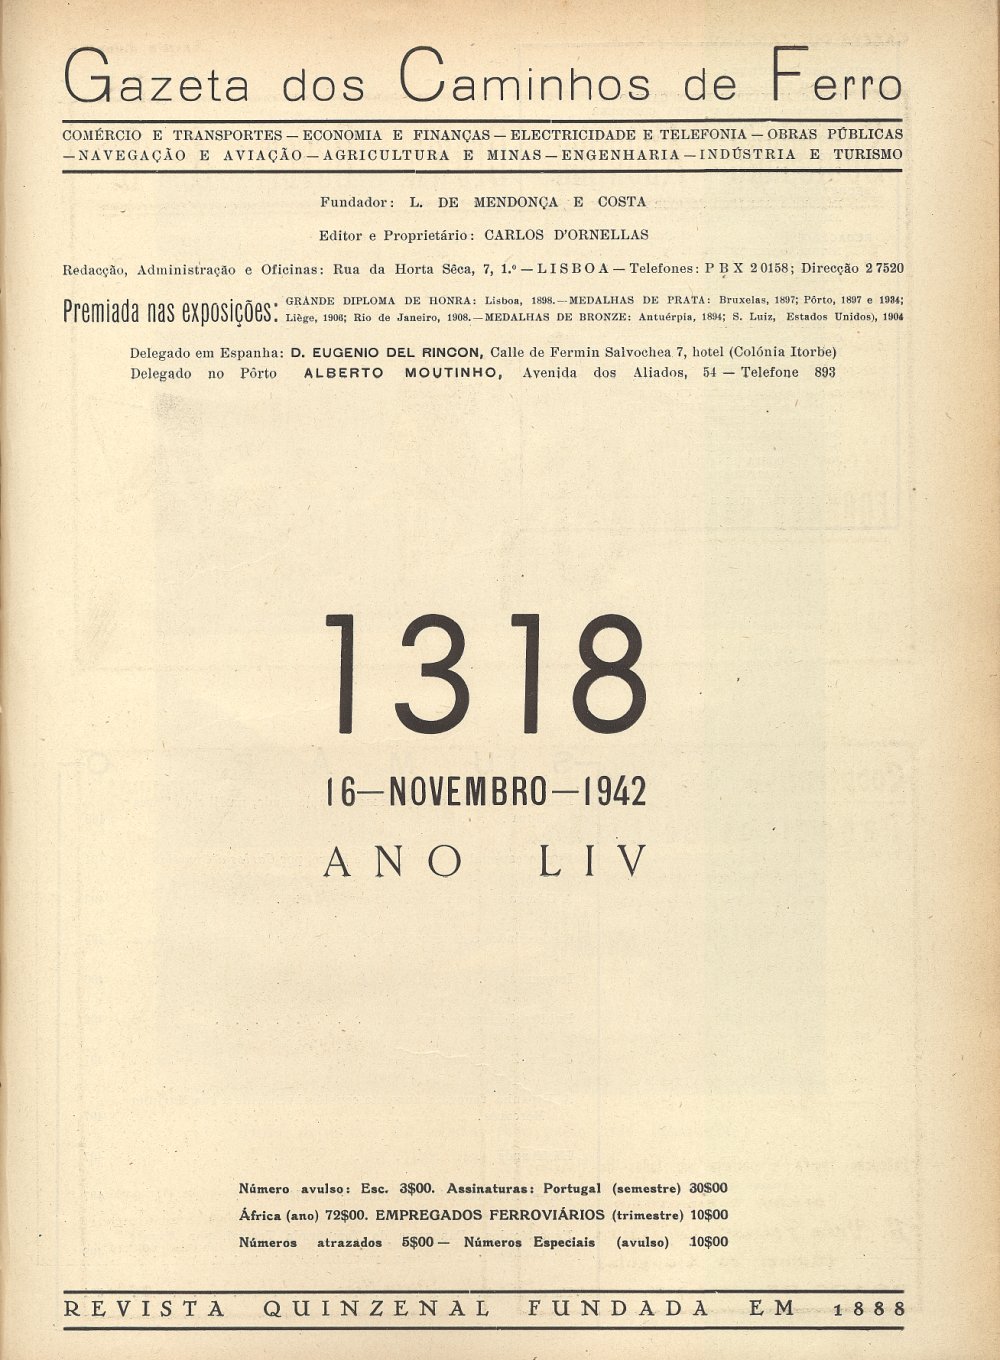 Gazeta dos Caminhos de Ferro
COMÉRCIO E TRANSPORTES — ECONOMIA E FINANÇAS — ELECTRICIDADE E TELEFONIA — OBRAS PÚBLICAS
— NAVEGAÇÃO E AVIAÇÃO — AGRICULTURA E MINAS — ENGENHARIA — INDÚSTRIA E TURISMO
Fundador: L. DE MENDONÇA E COSTA
Editor e Proprietário: CARLOS D'ORNELLAS
Redacção, Administração e Oficinas: Rua da Horta Sêca, 7, 1.º — LISBOA — Telefones: PBX 20158; Direcção 27520
Premiada nas exposições:
GRANDE DIPLOMA DE HONRA: Lisboa, 1898. — MEDALHAS DE PRATA: Bruxelas, 1897; Pôrto, 1897 e 1934;
Liège, 1906; Rio de Janeiro, 1908. — MEDALHAS DE BRONZE: Antuérpia, 1894; S. Luiz, Estados Unidos), 1904
Delegado em Espanha: D. EUGENIO DEL RINCON, Calle de Fermin Salvochea 7, hotel (Colónia Itorbe)
Delegado no Pôrto ALBERTO MOUTINHO, Avenida dos Aliados, 54 — Telefone 893
1318
16—NOVEMBRO—1942
ANO LIV
Número avulso: Esc. 3$00. Assinaturas: Portugal (semestre) 30$00
África (ano) 72$00. EMPREGADOS FERROVIÁRIOS (trimestre) 10$00
Números atrazados 5$00 — Números Especiais (avulso) 10$00
REVISTA QUINZENAL FUNDADA EM 1888